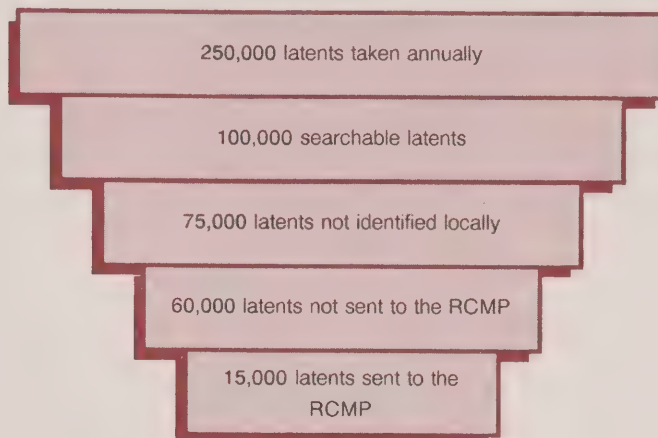 250,000 latents taken annually
100,000 searchable latents
75,000 latents not identified locally
60,000 latents not sent to the RCMP
15,000 latents sent to the
RCMP